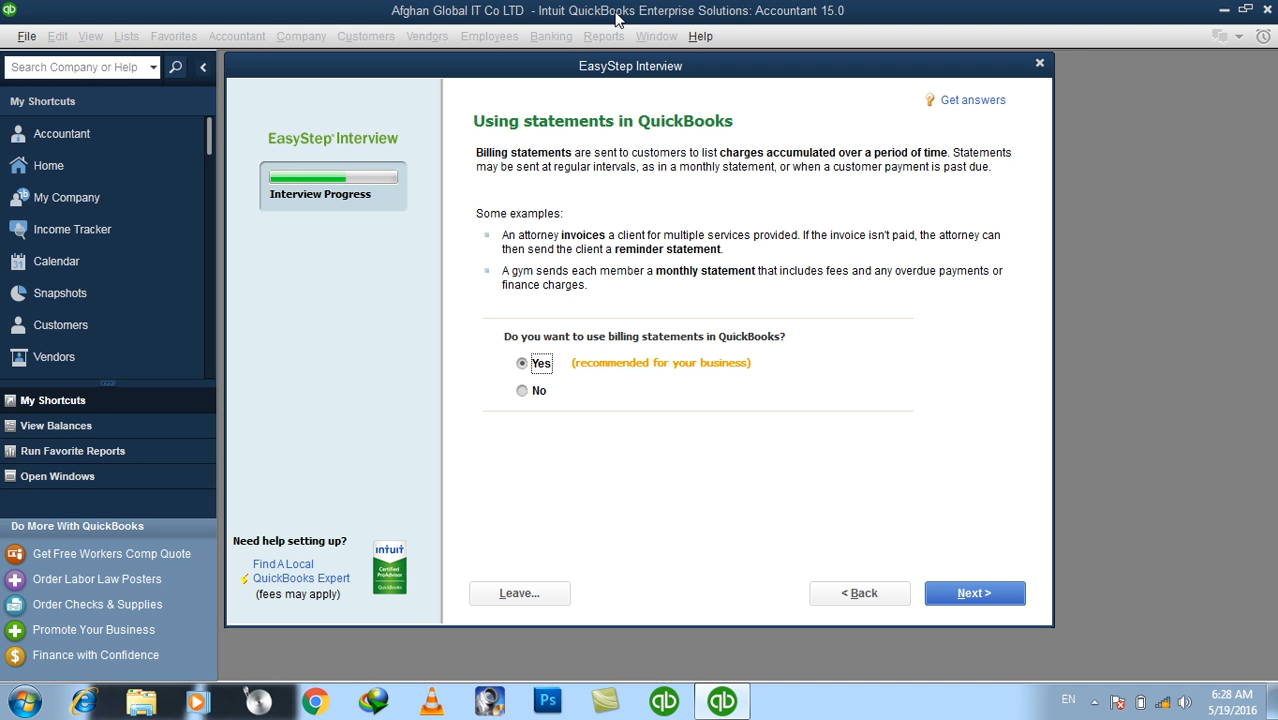 Afghan Global IT Co LTD - Intuit QuickBooks Enterprise Solutions: Accountant 15.0
File Edit View Lists Favorites Accountant Company Customers Vendors Employees Banking Reports Window Help
Search Company or Help
My Shortcuts
Accountant
Home
My Company
Income Tracker
Calendar
Snapshots
Customers
Vendors
My Shortcuts
View Balances
Run Favorite Reports
Open Windows
Do More With QuickBooks
Get Free Workers Comp Quote
Order Labor Law Posters
Order Checks & Supplies
Promote Your Business
Finance with Confidence
EasyStep Interview
EasyStep Interview
Interview Progress
Need help setting up?
Find A Local
QuickBooks Expert
(fees may apply)
intuit
Certified
ProAdvisor
QuickBooks
Get answers
Using statements in QuickBooks
Billing statements are sent to customers to list charges accumulated over a period of time. Statements
may be sent at regular intervals, as in a monthly statement, or when a customer payment is past due.
Some examples:
An attorney invoices a client for multiple services provided. If the invoice isn't paid, the attorney can
then send the client a reminder statement.
A gym sends each member a monthly statement that includes fees and any overdue payments or
finance charges.
Do you want to use billing statements in QuickBooks?
Yes (recommended for your business)
No
Leave...
< Back
Next >
Ps
qb
qb
EN
6:28 AM
5/19/2016